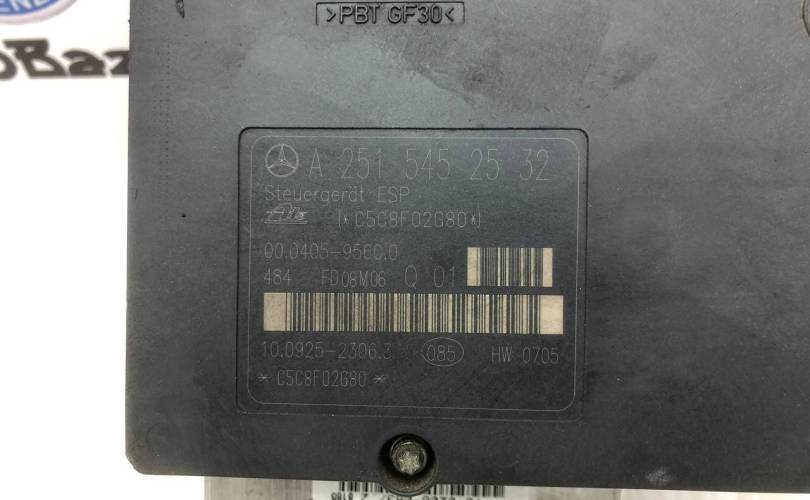 >PBT GF30<
A 251 545 25 32
Steuergerät ESP
Ate (*C5C8F02G80*)
00.0405-956C.0
484 FD08M06 Q 01
10.0925-2306.3 085 HW 0705
* C5C8F02G80 *